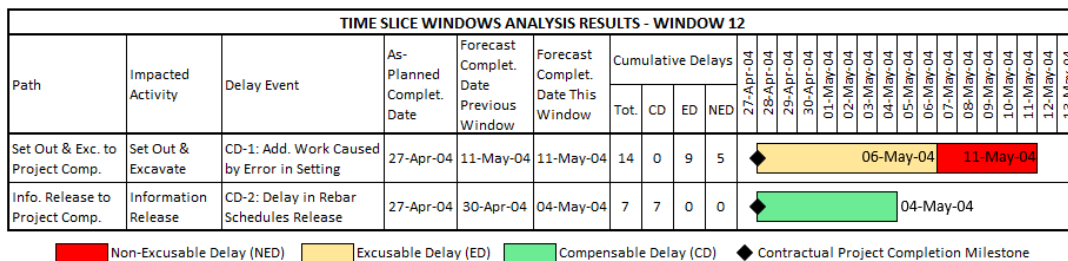 TIME SLICE WINDOWS ANALYSIS RESULTS - WINDOW 12
Path
Impacted
Activity
Delay Event
As-
Planned
Complet.
Date
Forecast
Complet.
Date
Previous
Window
Forecast
Complet.
Date This
Window
Cumulative Delays
Tot. CD ED NED
27-Apr-04
28-Apr-04
29-Apr-04
30-Apr-04
01-May-04
02-May-04
03-May-04
04-May-04
05-May-04
06-May-04
07-May-04
08-May-04
09-May-04
10-May-04
11-May-04
12-May-04
13-May-04
Set Out & Exc. to
Project Comp.
Set Out &
Excavate
CD-1: Add. Work Caused
by Error in Setting
27-Apr-04 11-May-04 11-May-04 14 0 9 5
06-May-04 11-May-04
Info. Release to
Project Comp.
Information
Release
CD-2: Delay in Rebar
Schedules Release
27-Apr-04 30-Apr-04 04-May-04 7 7 0 0
04-May-04
Non-Excusable Delay (NED) Excusable Delay (ED) Compensable Delay (CD) Contractual Project Completion Milestone